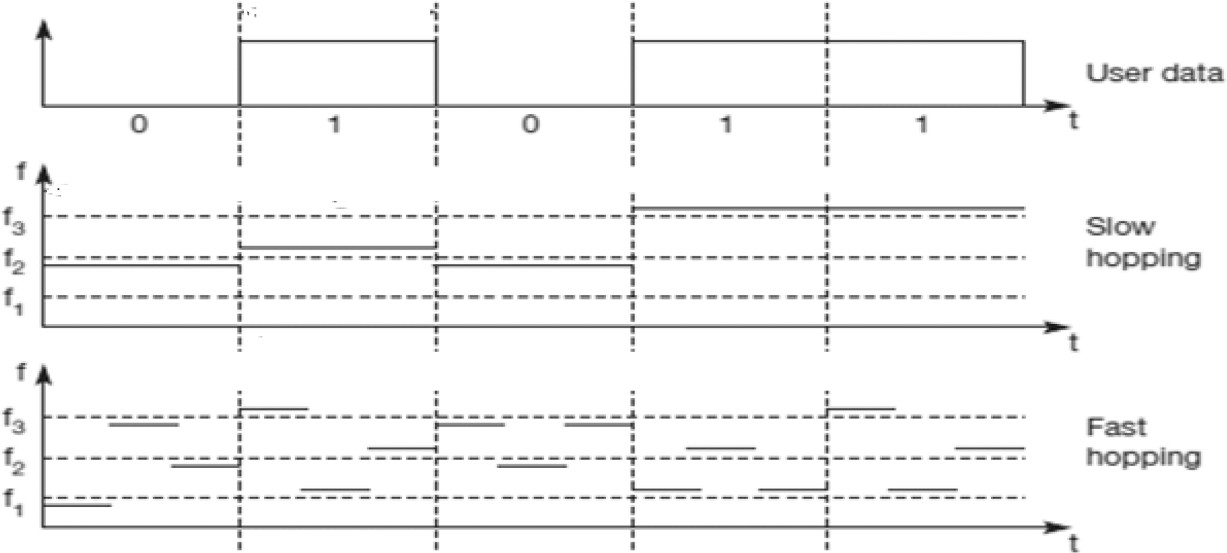 User data
0 1 0 1 1 t
f
f3
Slow
f2 hopping
f1
t
f
f3 Fast
f2 hopping
f1
t